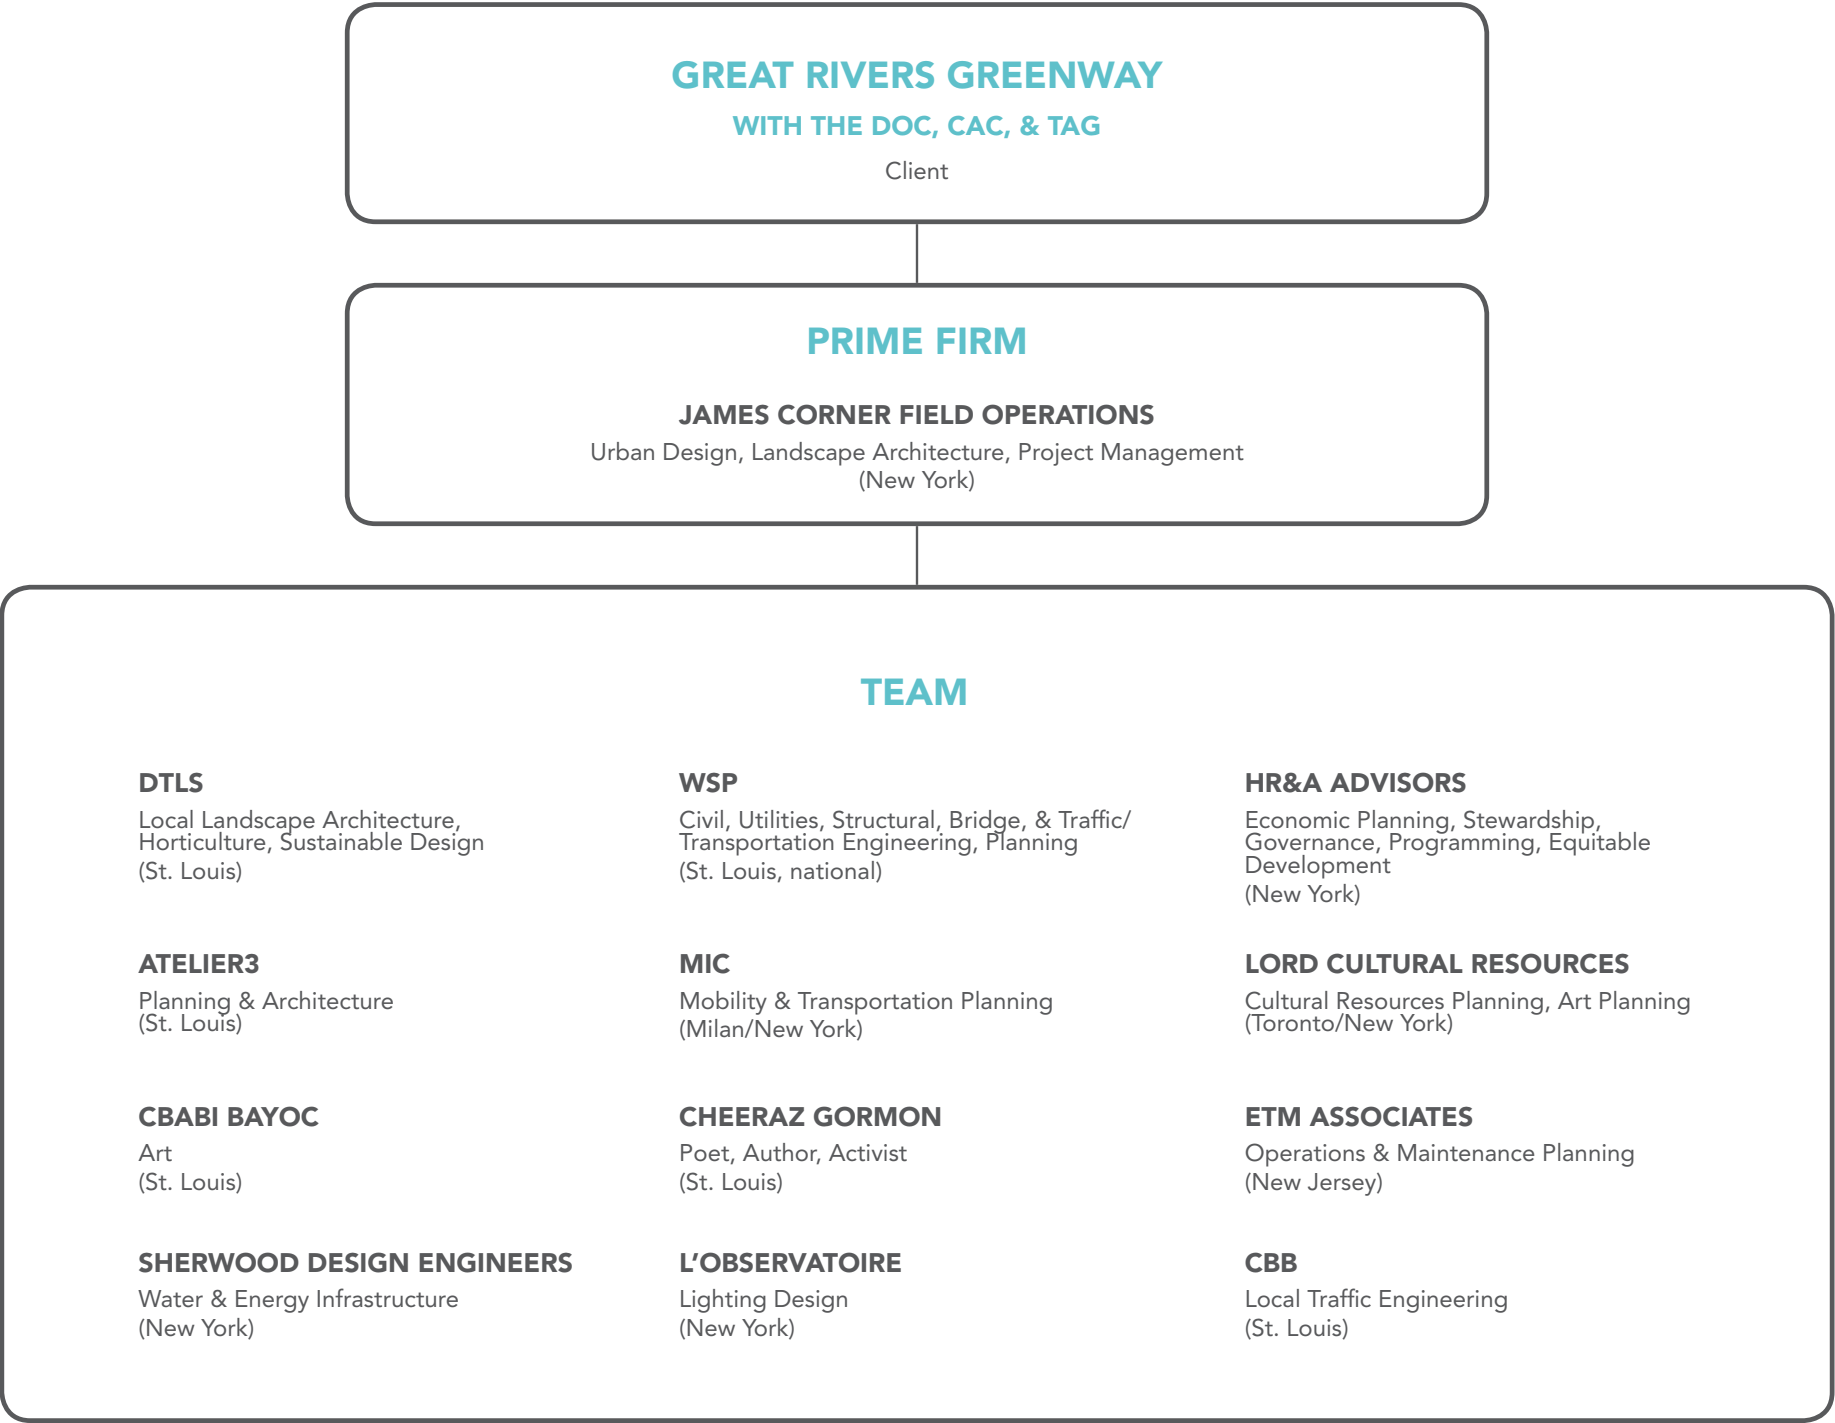 GREAT RIVERS GREENWAY
WITH THE DOC, CAC, & TAG
Client
PRIME FIRM
JAMES CORNER FIELD OPERATIONS
Urban Design, Landscape Architecture, Project Management
(New York)
TEAM
DTLS
Local Landscape Architecture,
Horticulture, Sustainable Design
(St. Louis)
WSP
Civil, Utilities, Structural, Bridge, & Traffic/
Transportation Engineering, Planning
(St. Louis, national)
HR&A ADVISORS
Economic Planning, Stewardship,
Governance, Programming, Equitable
Development
(New York)
ATELIER3
Planning & Architecture
(St. Louis)
MIC
Mobility & Transportation Planning
(Milan/New York)
LORD CULTURAL RESOURCES
Cultural Resources Planning, Art Planning
(Toronto/New York)
CBABI BAYOC
Art
(St. Louis)
CHEERAZ GORMON
Poet, Author, Activist
(St. Louis)
ETM ASSOCIATES
Operations & Maintenance Planning
(New Jersey)
SHERWOOD DESIGN ENGINEERS
Water & Energy Infrastructure
(New York)
L’OBSERVATOIRE
Lighting Design
(New York)
CBB
Local Traffic Engineering
(St. Louis)